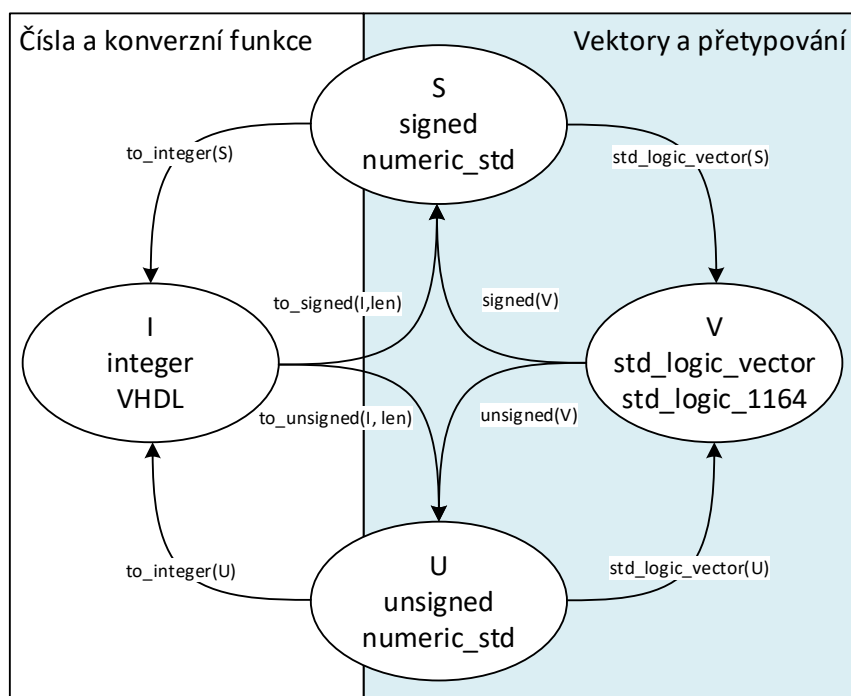 Čísla a konverzní funkce
Vektory a přetypování
S
signed
numeric_std
to_integer(S)
std_logic_vector(S)
to_signed(I,len)
signed(V)
I
integer
VHDL
V
std_logic_vector
std_logic_1164
to_unsigned(I, len)
unsigned(V)
to_integer(U)
std_logic_vector(U)
U
unsigned
numeric_std